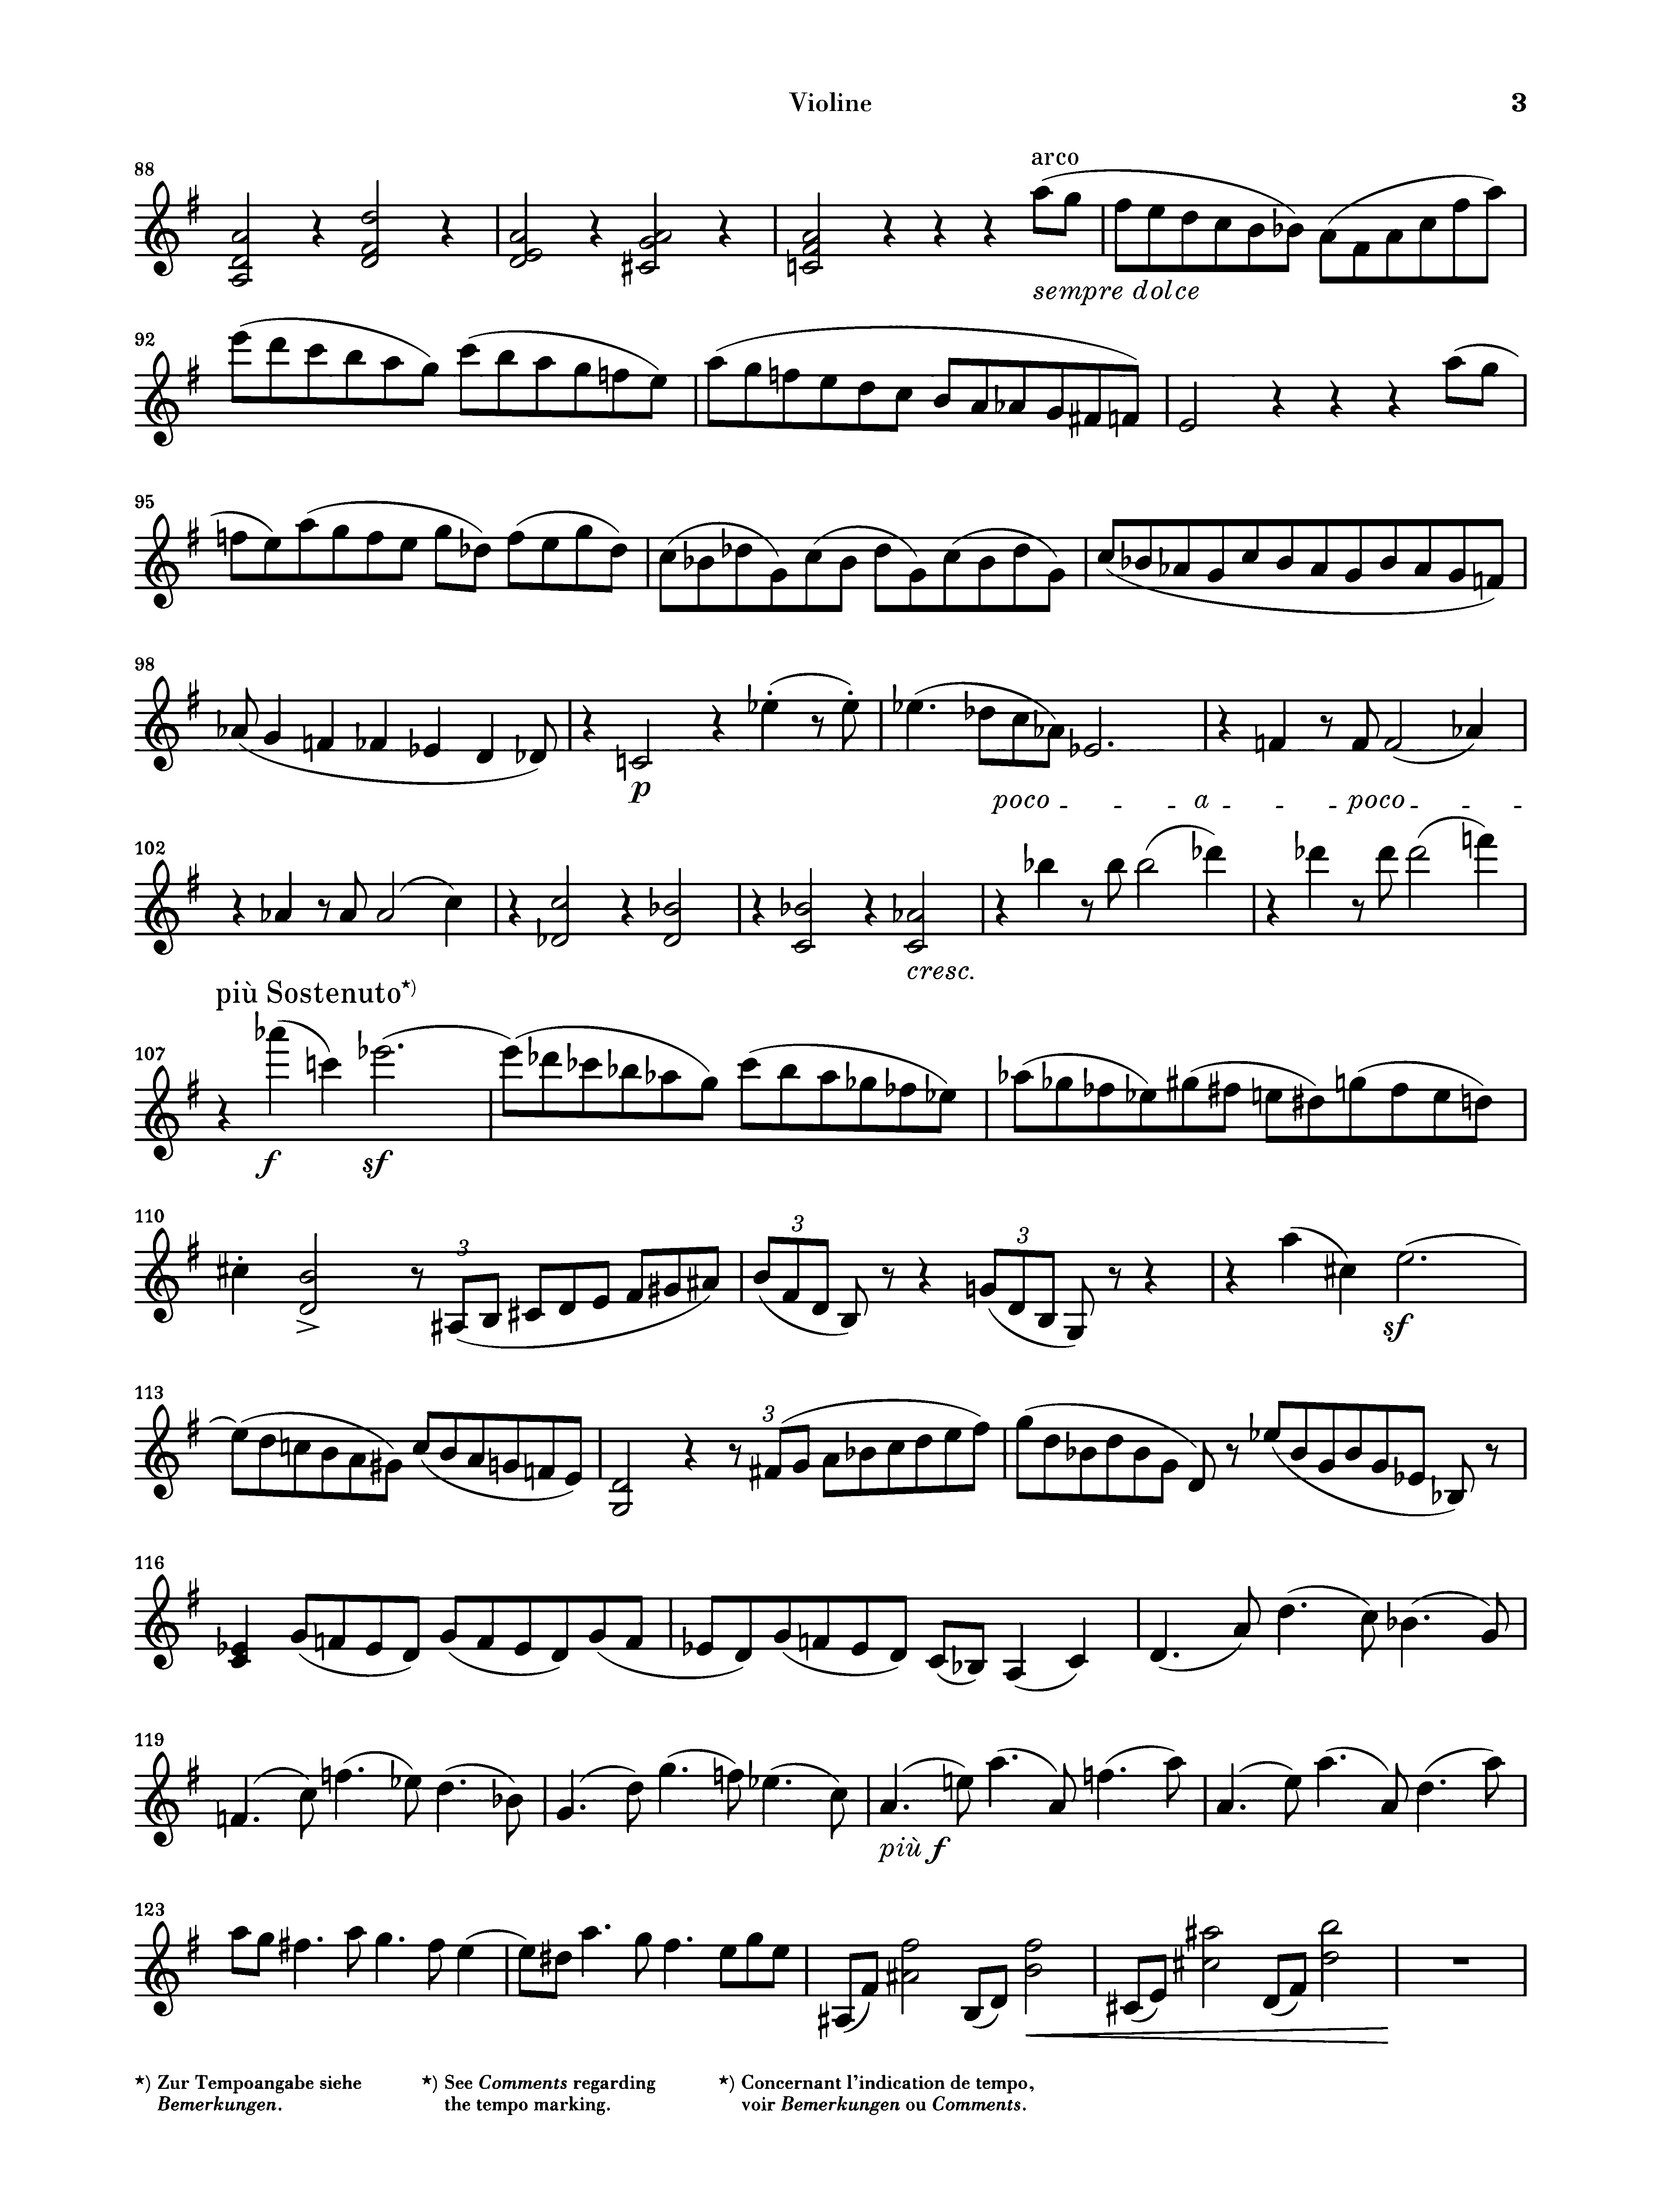 Violine 3
88
arco
sempre dolce
92
95
98
p
poco - - - a - - - poco - - -
102
cresc.
più Sostenuto*)
107
f sf
110
3 3 3
sf
113
3
116
119
più f
123
*) Zur Tempoangabe siehe
Bemerkungen.
*) See Comments regarding
the tempo marking.
*) Concernant l’indication de tempo,
voir Bemerkungen ou Comments.